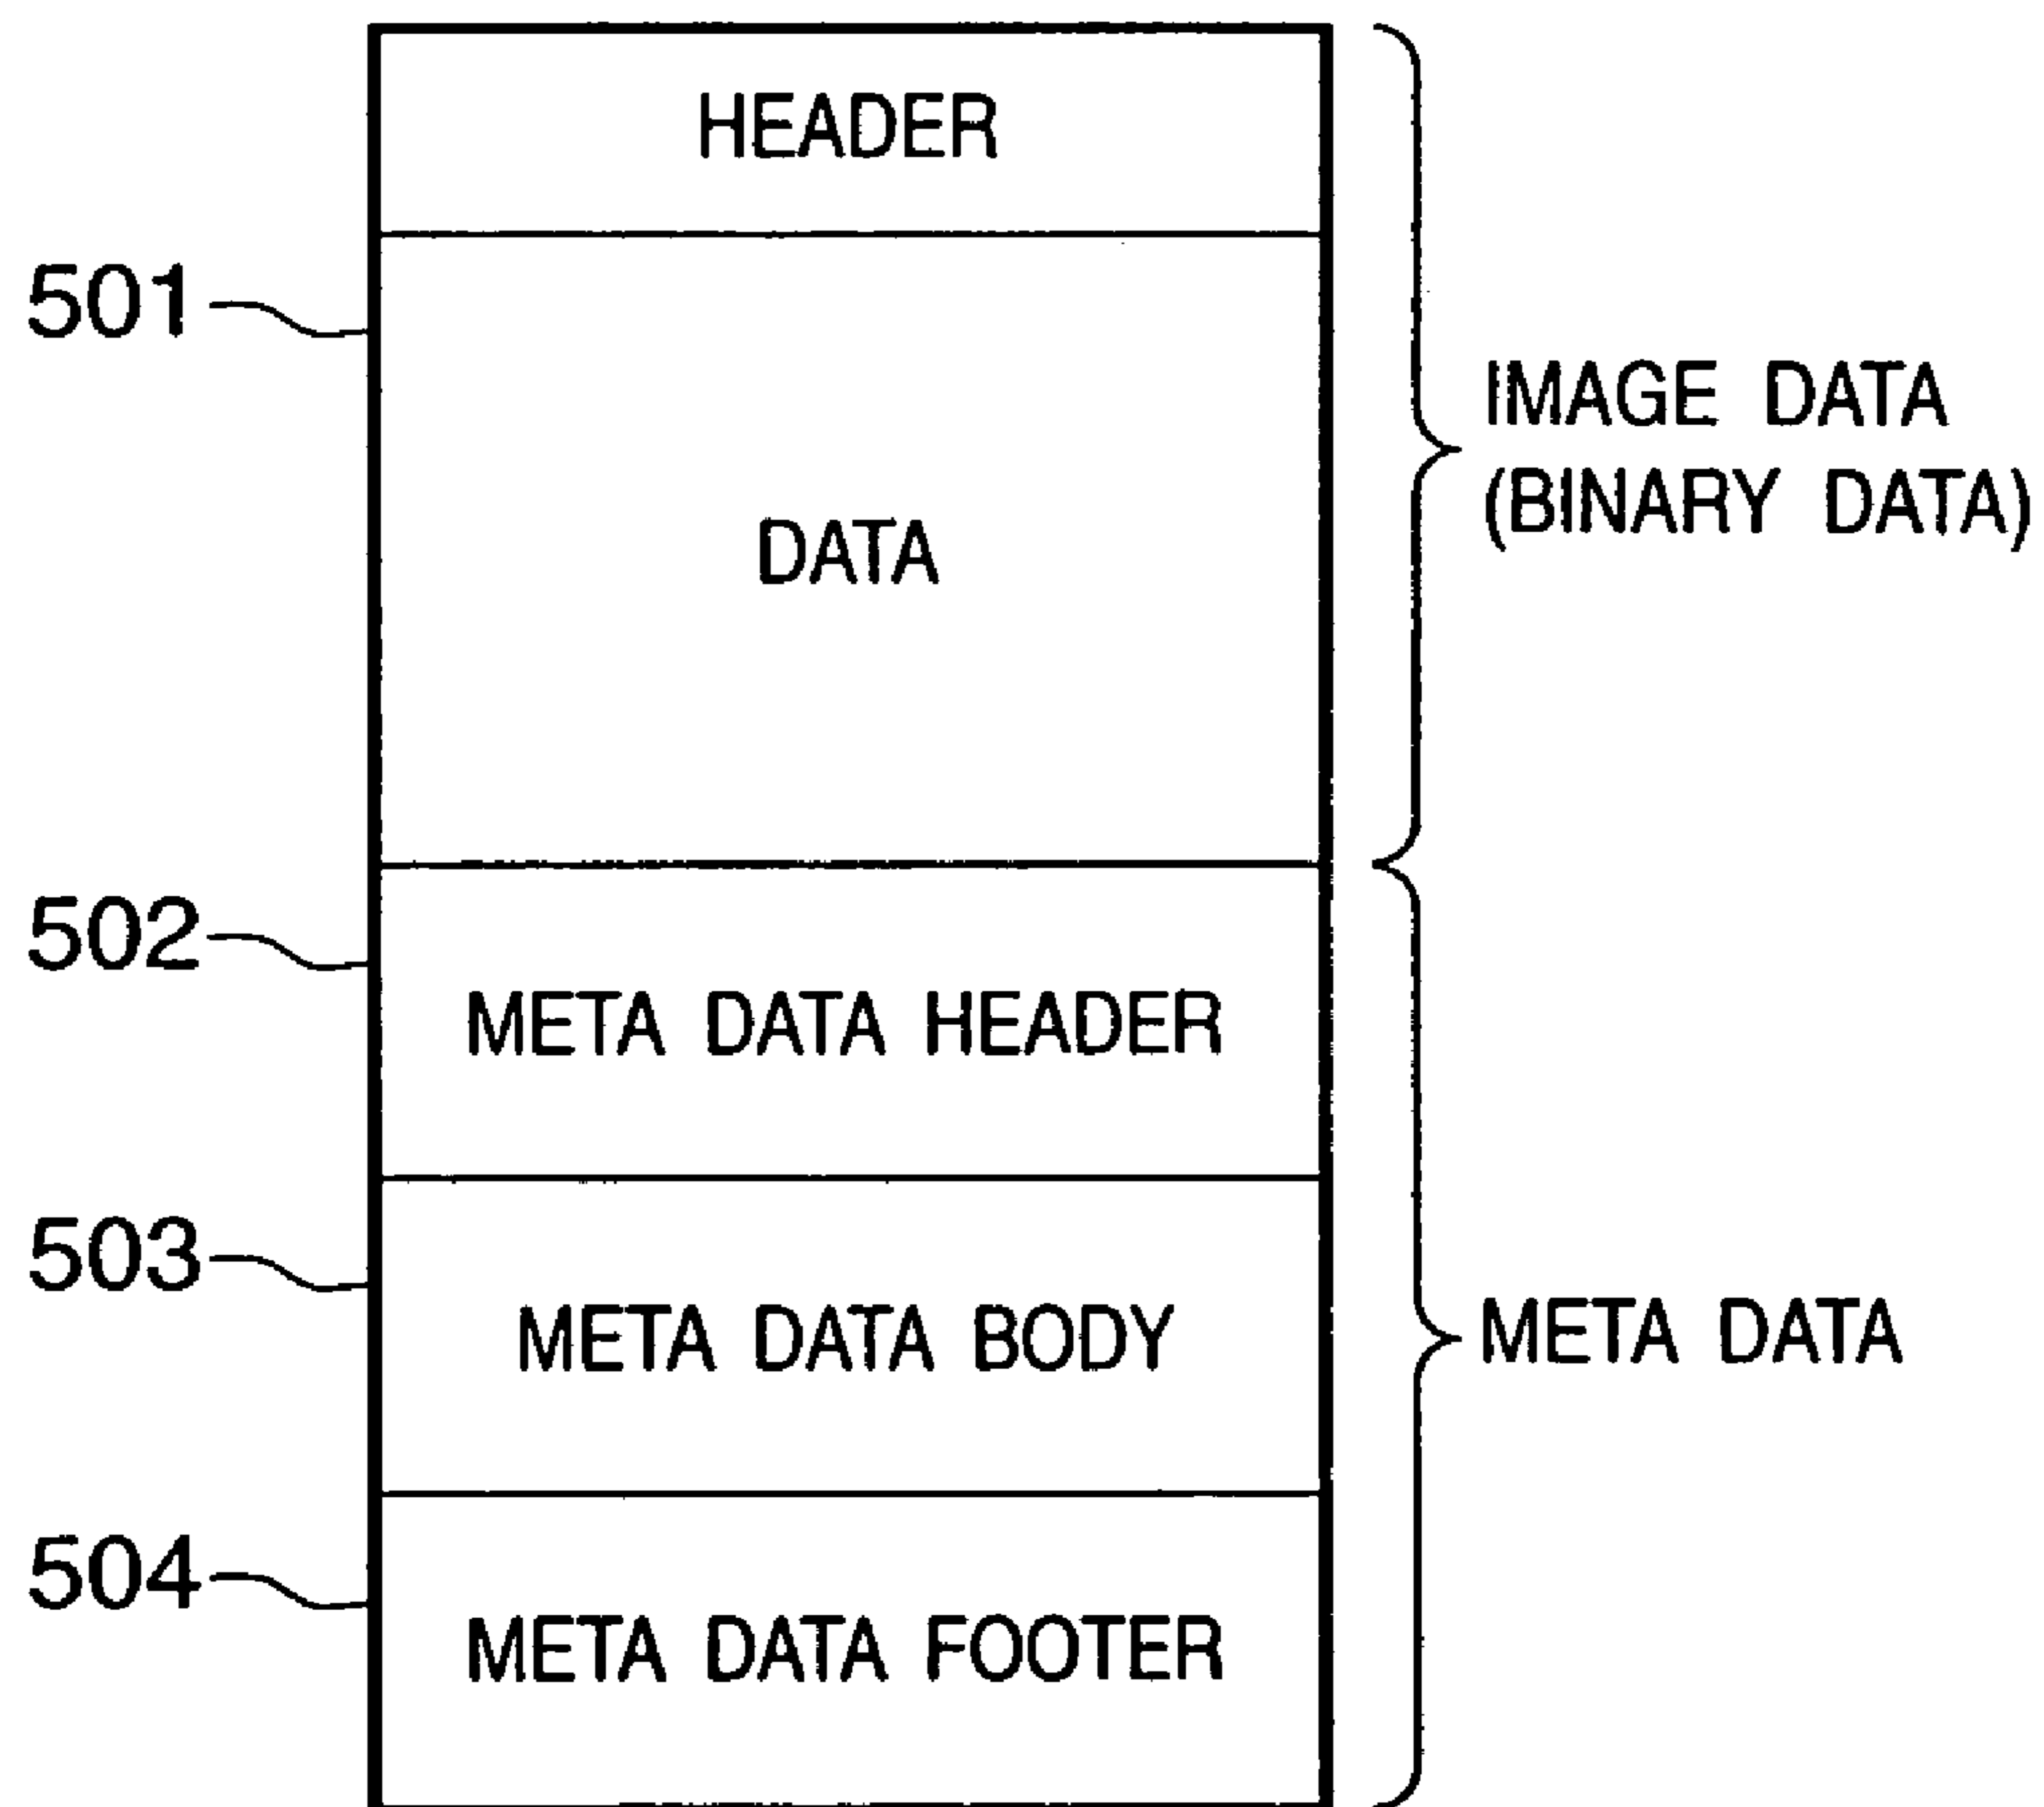 HEADER
501
DATA
IMAGE DATA
(BINARY DATA)
502
META DATA HEADER
503
META DATA BODY
META DATA
504
META DATA FOOTER